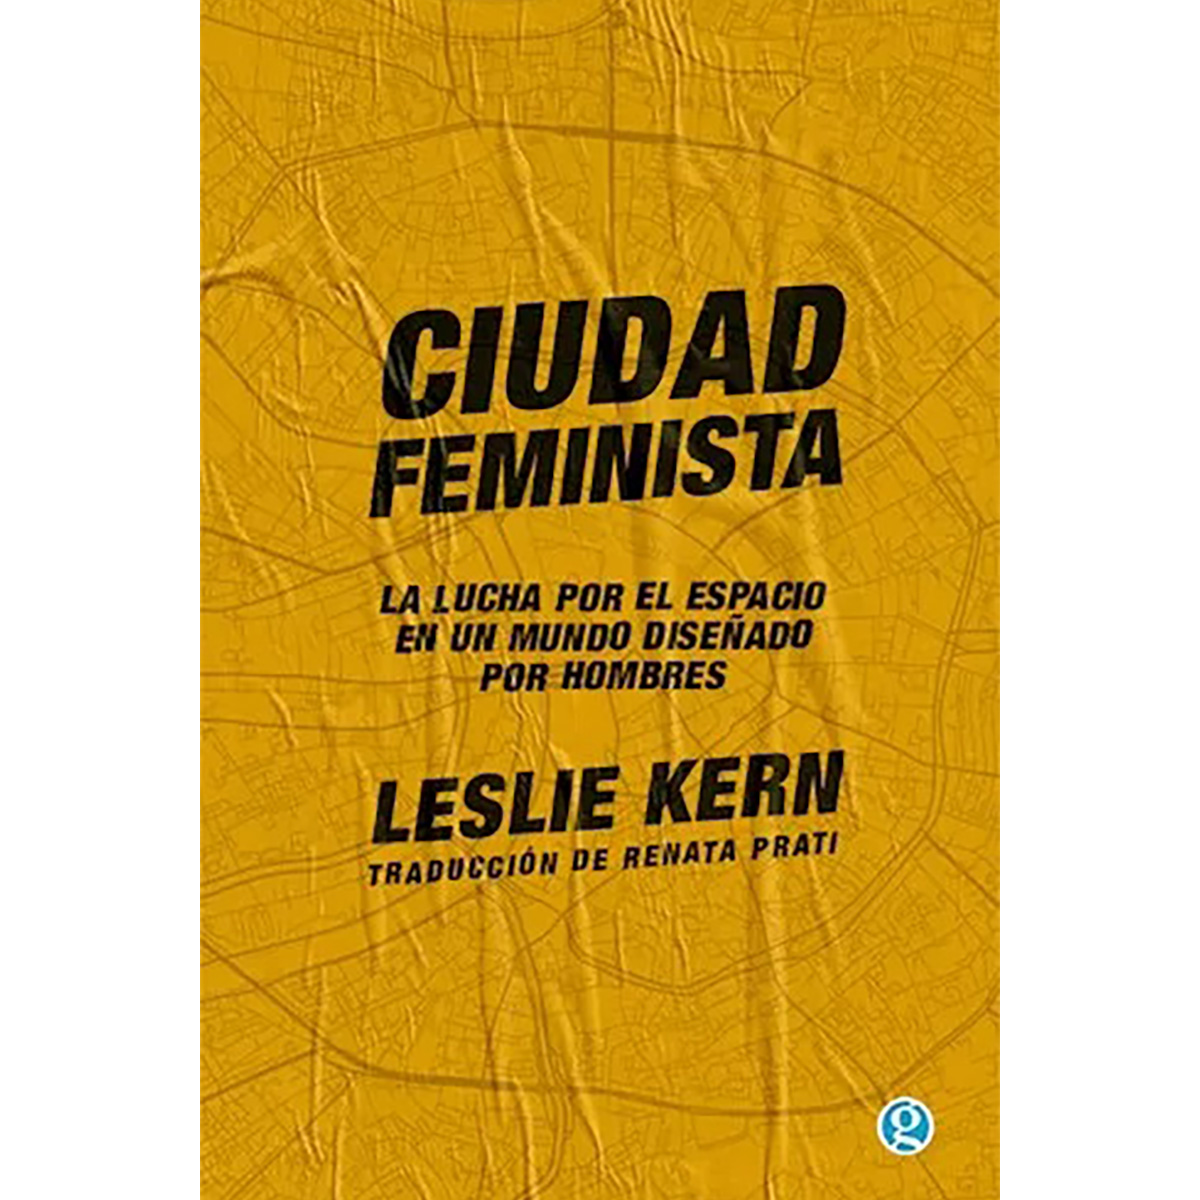 CIUDAD
FEMINISTA
LA LUCHA POR EL ESPACIO
EN UN MUNDO DISEÑADO
POR HOMBRES
LESLIE KERN
TRADUCCIÓN DE RENATA PRATI
g